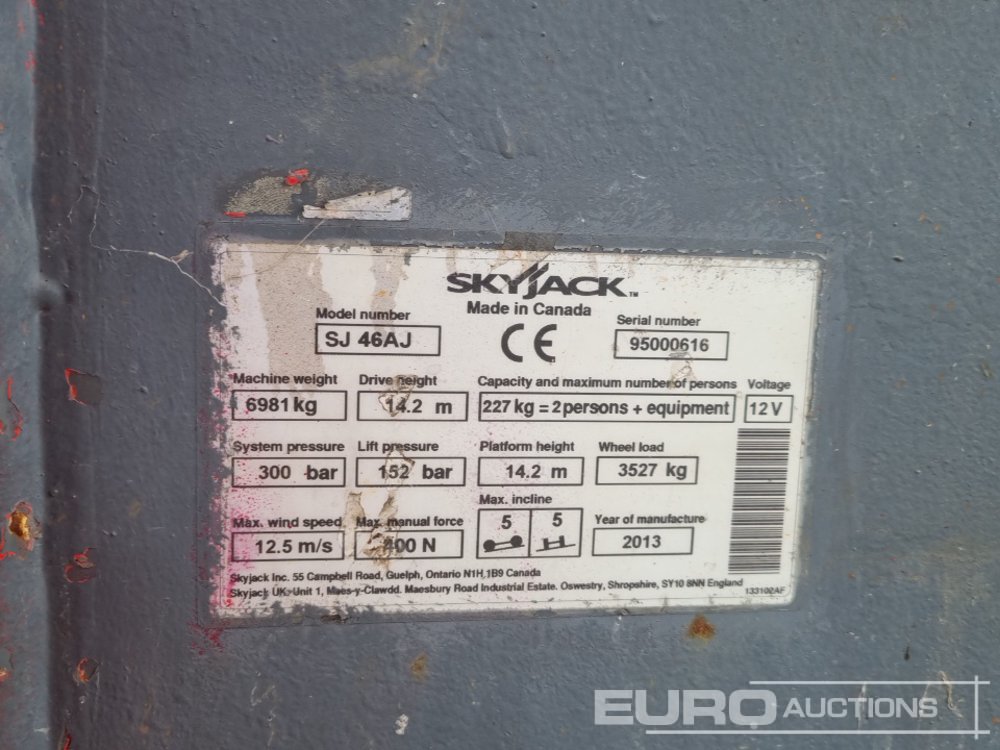 SKYJACK™
Made in Canada
Model number
SJ 46AJ
CE
Serial number
95000616
Machine weight
6981 kg
Drive height
14.2 m
Capacity and maximum number of persons
227 kg = 2 persons + equipment
Voltage
12 V
System pressure
300 bar
Lift pressure
152 bar
Platform height
14.2 m
Wheel load
3527 kg
Max. wind speed
12.5 m/s
Max. manual force
400 N
Max. incline
5 5
Year of manufacture
2013
Skyjack Inc. 55 Campbell Road, Guelph, Ontario N1H 1B9 Canada
Skyjack UK. Unit 1, Maes-y-Clawdd. Maesbury Road Industrial Estate. Oswestry, Shropshire, SY10 8NN England
133102AF
EURO AUCTIONS